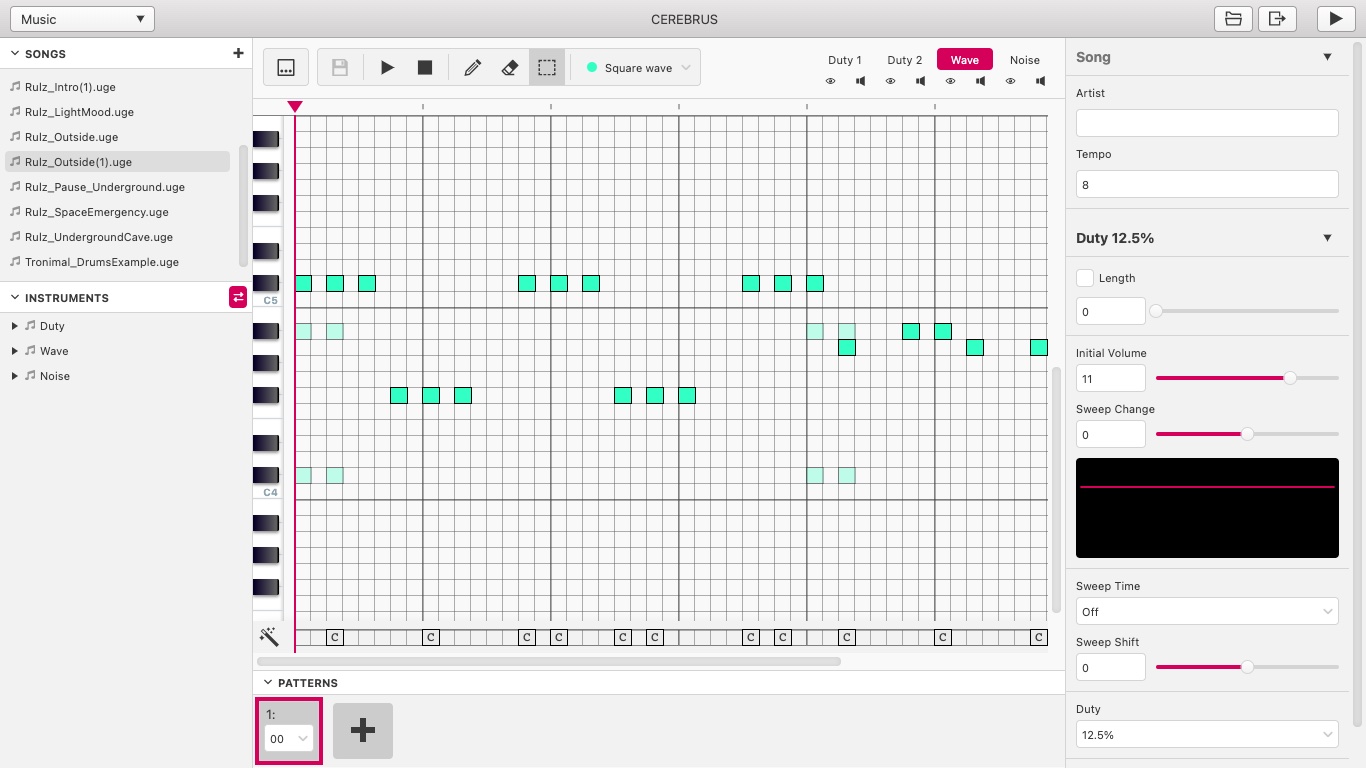 Music
CEREBRUS
SONGS
Rulz_Intro(1).uge
Rulz_LightMood.uge
Rulz_Outside.uge
Rulz_Outside(1).uge
Rulz_Pause_Underground.uge
Rulz_SpaceEmergency.uge
Rulz_UndergroundCave.uge
Tronimal_DrumsExample.uge
INSTRUMENTS
Duty
Wave
Noise
Square wave
Duty 1 Duty 2 Wave Noise
C5
C4
C C C C C C C C C C C
PATTERNS
1:
00
Song
Artist
Tempo
8
Duty 12.5%
Length
0
Initial Volume
11
Sweep Change
0
Sweep Time
Off
Sweep Shift
0
Duty
12.5%